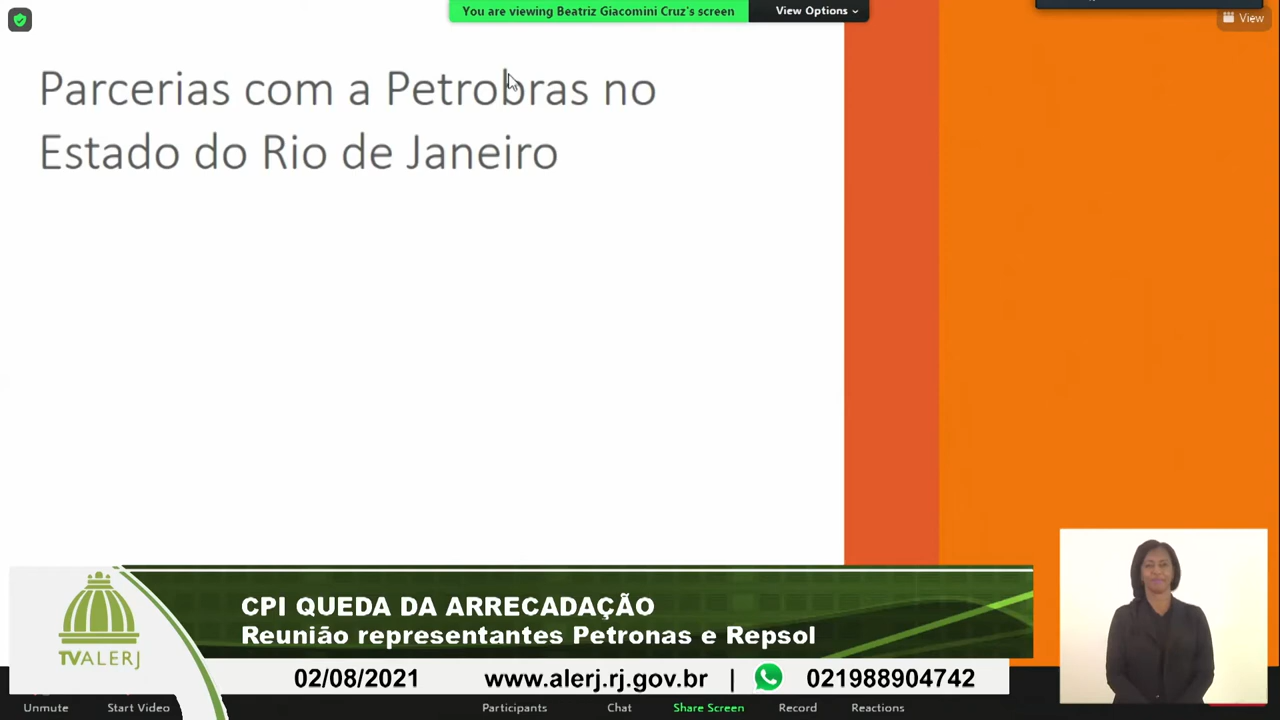 You are viewing Beatriz Giacomini Cruz's screen
View Options
View
Parcerias com a Petrobras no
Estado do Rio de Janeiro
CPI QUEDA DA ARRECADAÇÃO
Reunião representantes Petronas e Repsol
TVALERJ
02/08/2021 www.alerj.rj.gov.br | 021988904742
Unmute Start Video Participants Chat Share Screen Record Reactions